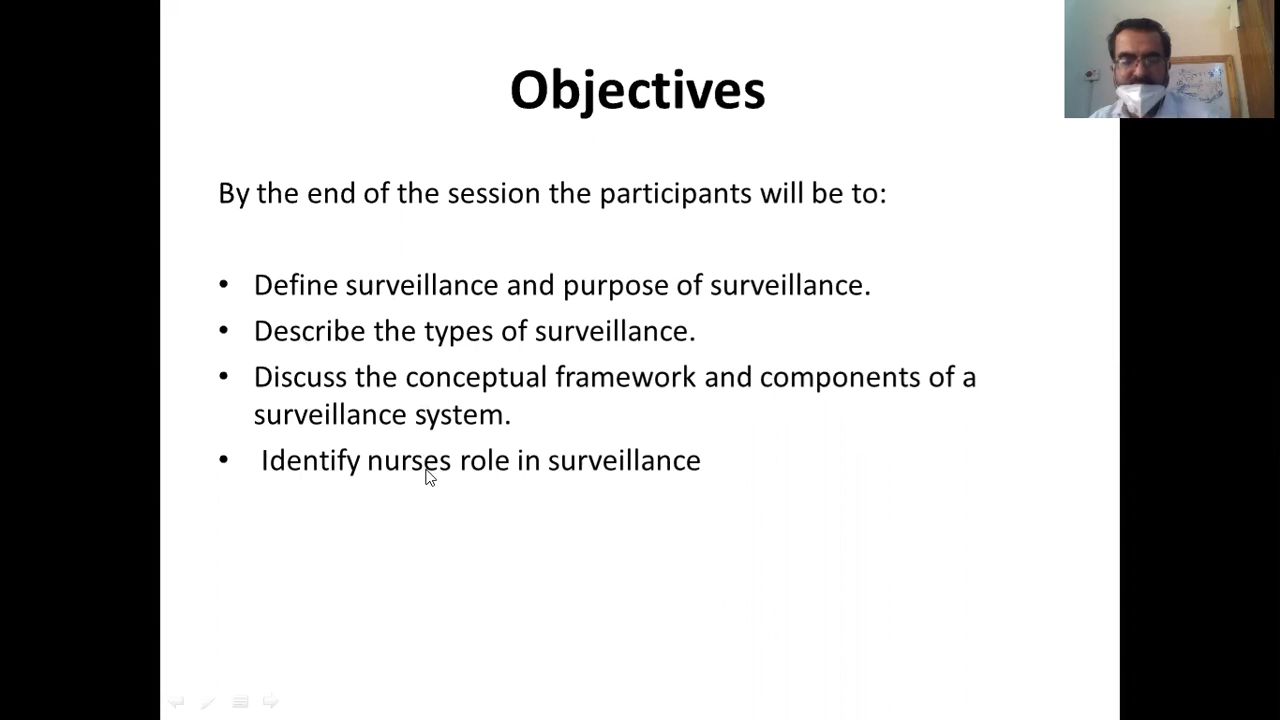 Objectives
By the end of the session the participants will be to:
• Define surveillance and purpose of surveillance.
• Describe the types of surveillance.
• Discuss the conceptual framework and components of a
surveillance system.
• Identify nurses role in surveillance